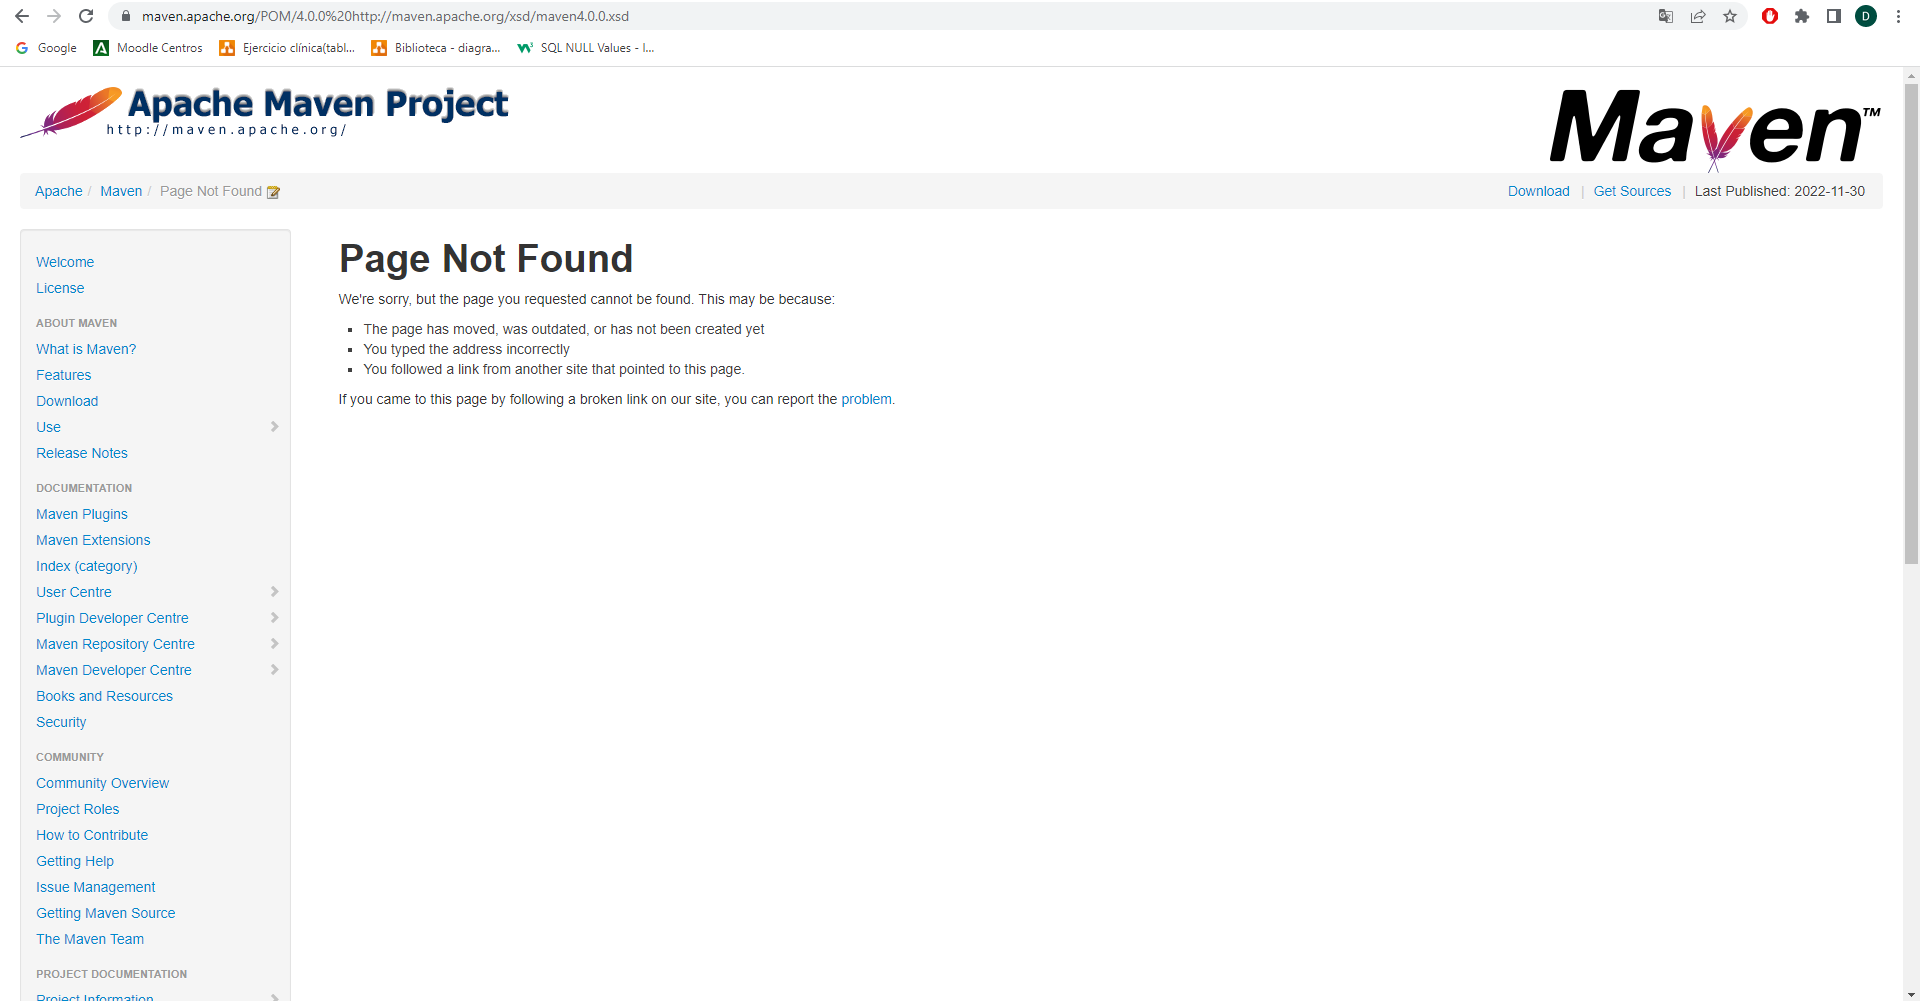 maven.apache.org/POM/4.0.0%20http://maven.apache.org/xsd/maven4.0.0.xsd
D
Google
Moodle Centros
Ejercicio clínica(tabl...
Biblioteca - diagra...
SQL NULL Values - I...
Apache Maven Project
http://maven.apache.org/
Maven™
Apache / Maven / Page Not Found
Download | Get Sources | Last Published: 2022-11-30
Welcome
License
ABOUT MAVEN
What is Maven?
Features
Download
Use
Release Notes
DOCUMENTATION
Maven Plugins
Maven Extensions
Index (category)
User Centre
Plugin Developer Centre
Maven Repository Centre
Maven Developer Centre
Books and Resources
Security
COMMUNITY
Community Overview
Project Roles
How to Contribute
Getting Help
Issue Management
Getting Maven Source
The Maven Team
PROJECT DOCUMENTATION
Project Information
Page Not Found
We're sorry, but the page you requested cannot be found. This may be because:
The page has moved, was outdated, or has not been created yet
You typed the address incorrectly
You followed a link from another site that pointed to this page.
If you came to this page by following a broken link on our site, you can report the problem.